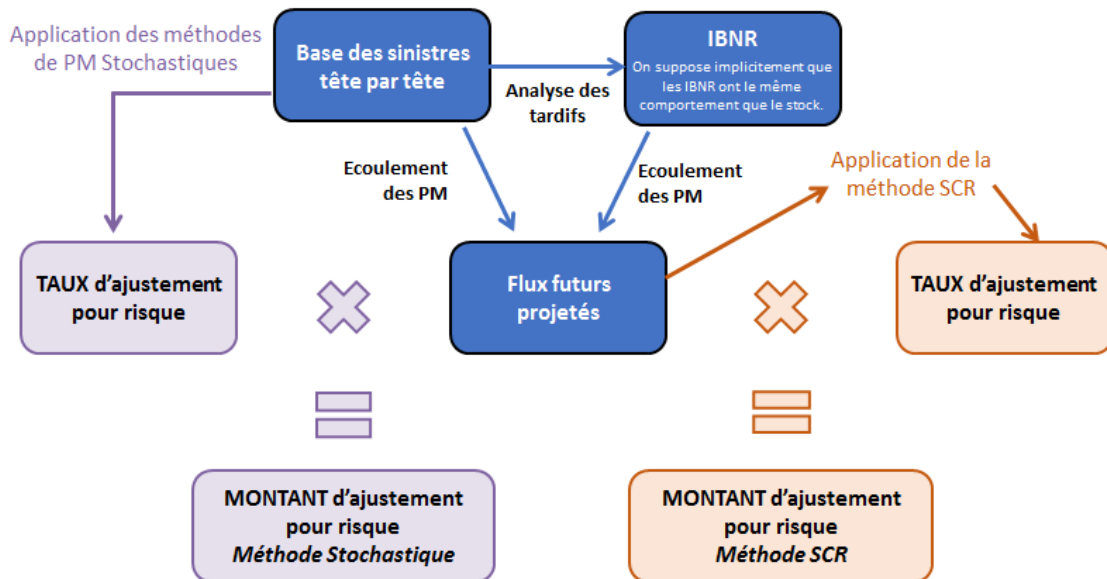 Application des méthodes
de PM Stochastiques
Base des sinistres
tête par tête
IBNR
On suppose implicitement que
les IBNR ont le même
comportement que le stock.
Analyse des
tardifs
Ecoulement
des PM
Ecoulement
des PM
Application de la
méthode SCR
TAUX d'ajustement
pour risque
Flux futurs
projetés
TAUX d'ajustement
pour risque
MONTANT d'ajustement
pour risque
Méthode Stochastique
MONTANT d'ajustement
pour risque
Méthode SCR